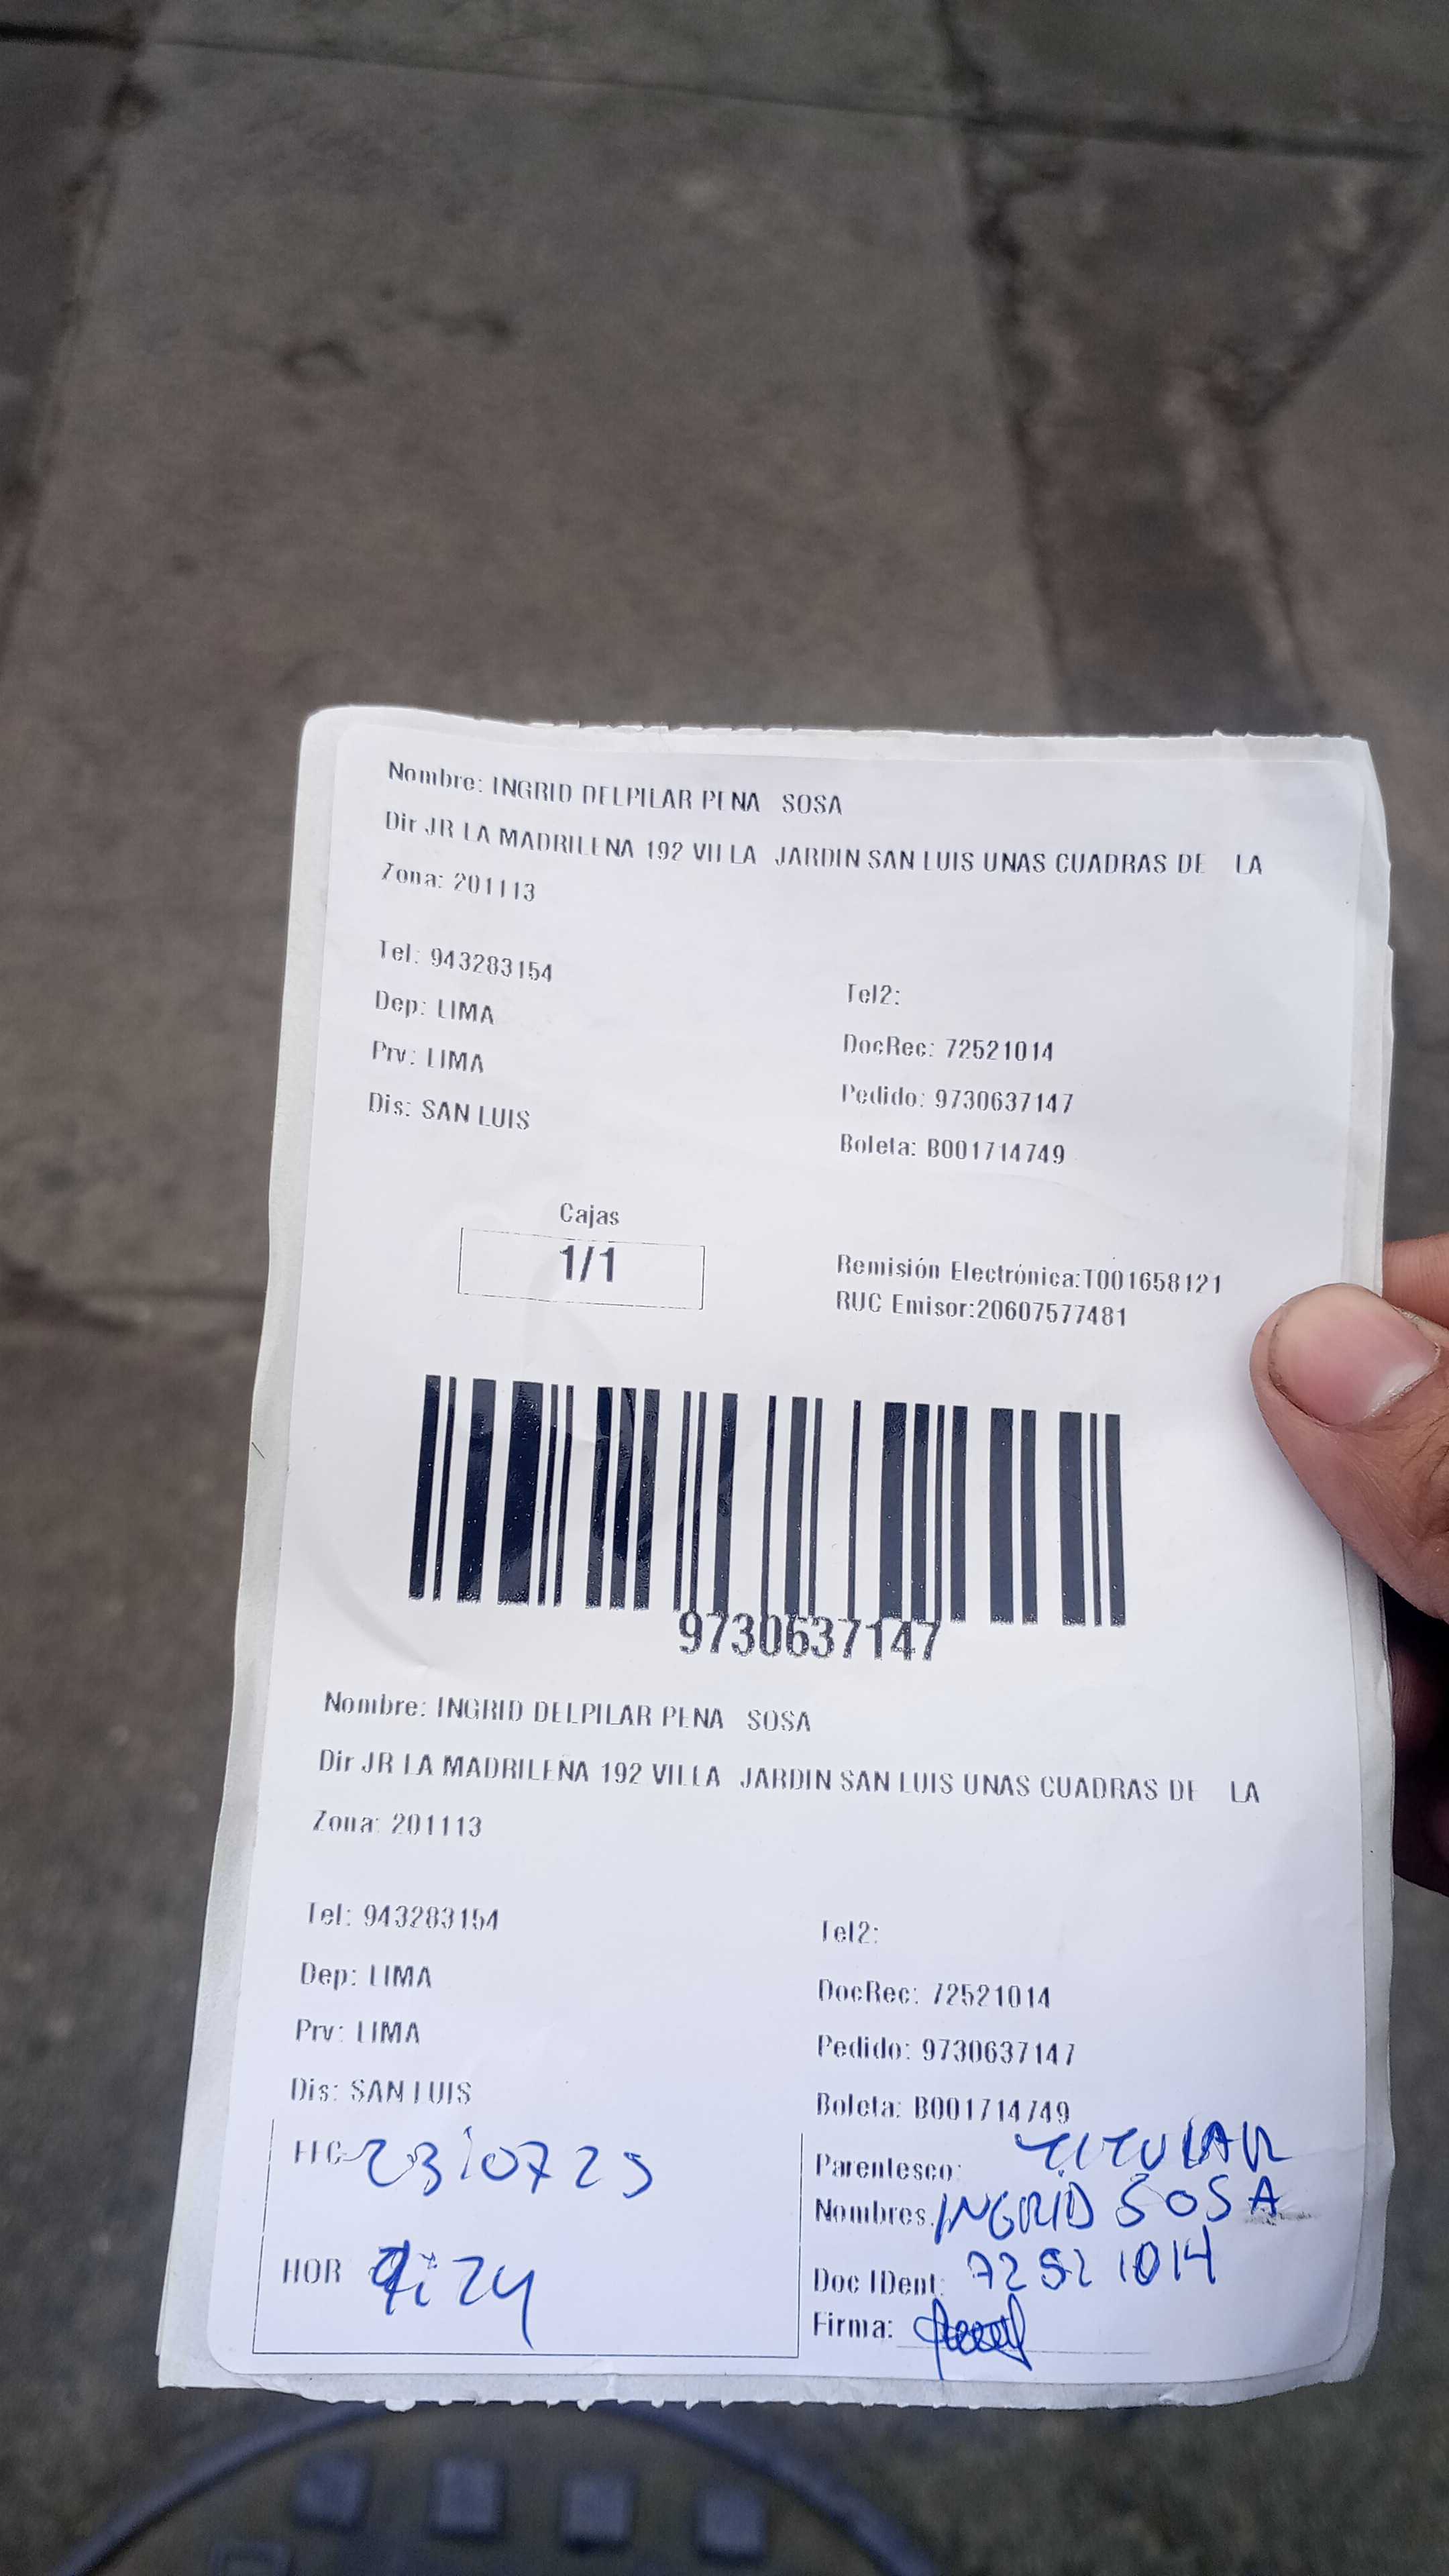 Nombre: INGRID DELPILAR PENA SOSA
Dir JR LA MADRILENA 192 VILLA JARDIN SAN LUIS UNAS CUADRAS DE LA
Zona: 201113
Tel: 943283154
Tel2:
Dep: LIMA
DocRec: 72521014
Prv: LIMA
Pedido: 9730637147
Dis: SAN LUIS
Boleta: B001714749
Cajas
1/1
Remisión Electrónica:T001658121
RUC Emisor:20607577481
9730637147
Nombre: INGRID DELPILAR PENA SOSA
Dir JR LA MADRILENA 192 VILLA JARDIN SAN LUIS UNAS CUADRAS DE LA
Zona: 201113
Tel: 943283154
Tel2:
Dep: LIMA
DocRec: 72521014
Prv: LIMA
Pedido: 9730637147
Dis: SAN LUIS
Boleta: B001714749
FEC
Parentesco: TITULAR
Nombres: INGRID SOSA
HOR
Doc IDent: 72521014
Firma: